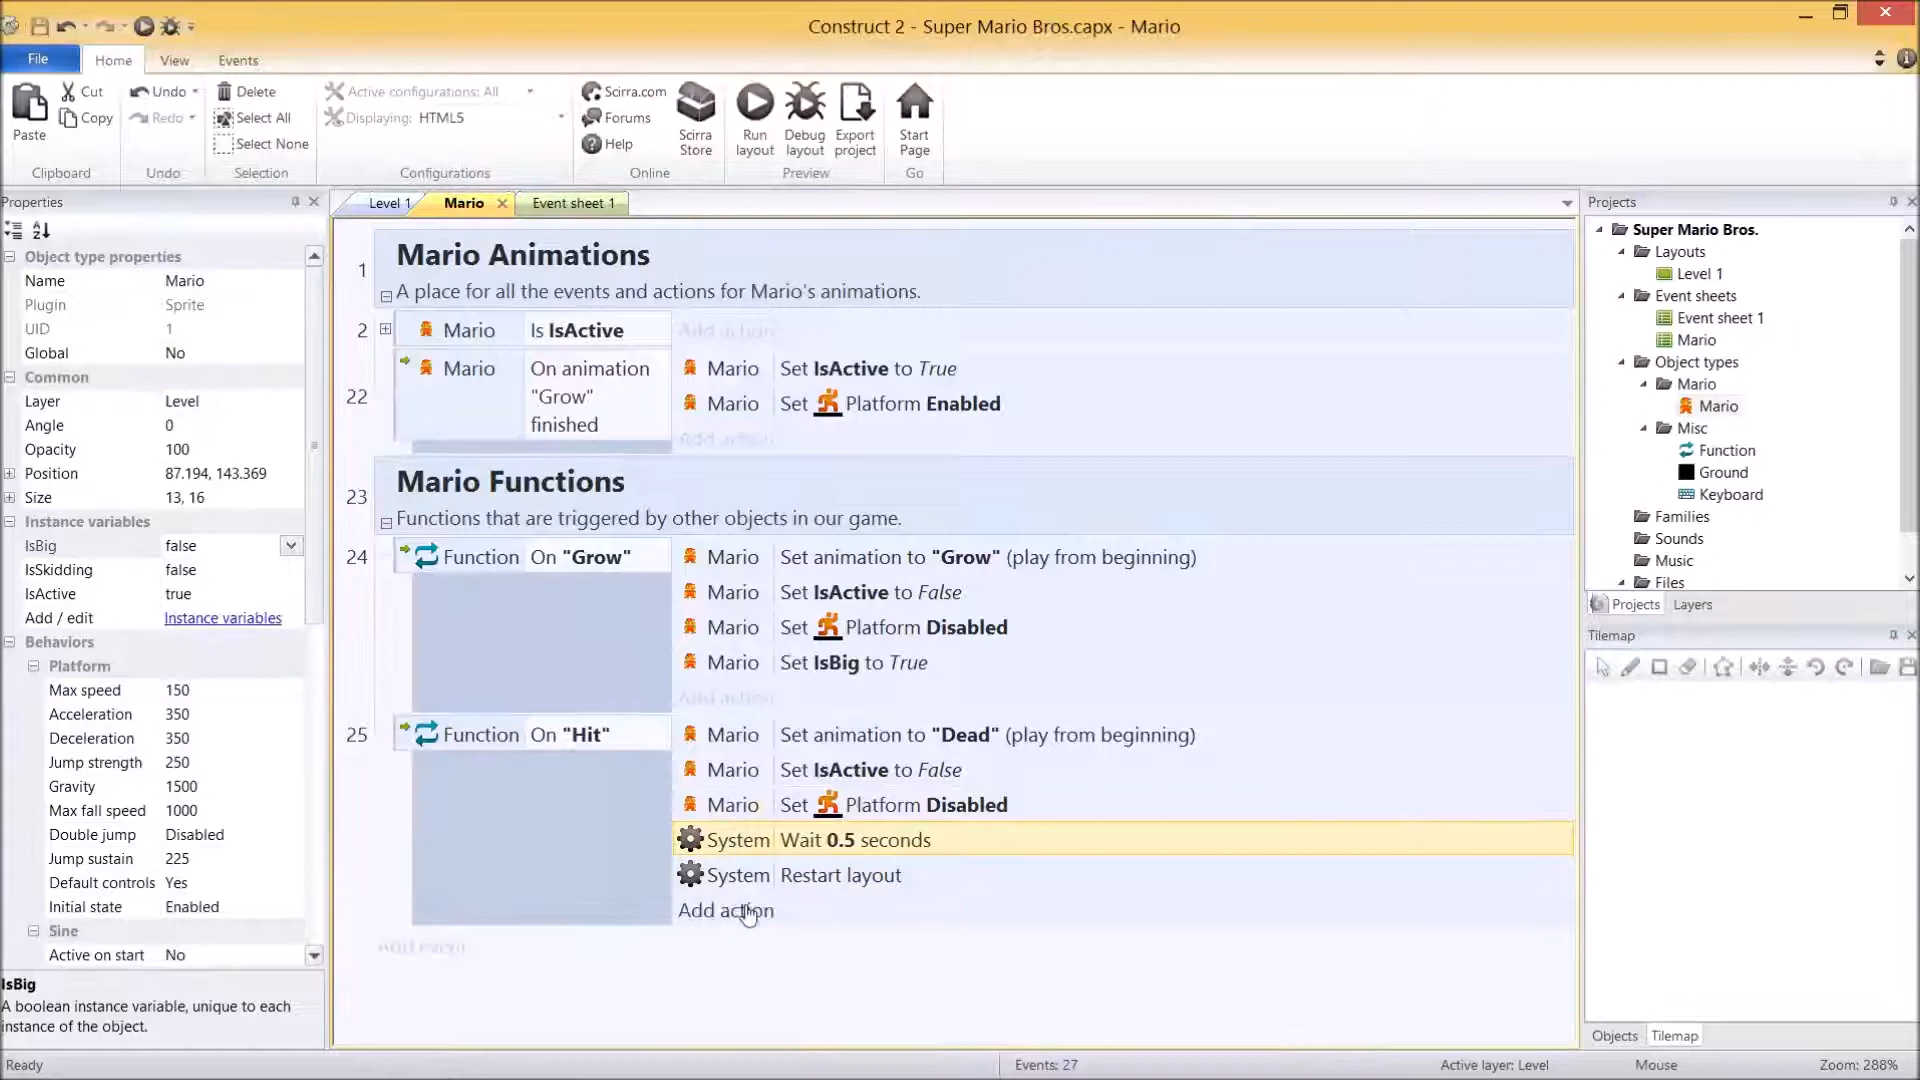 Construct 2 - Super Mario Bros.capx - Mario
File
Home
View
Events
Paste
Cut
Copy
Clipboard
Undo
Redo
Undo
Delete
Select All
Select None
Selection
Active configurations: All
Displaying: HTML5
Configurations
Scirra.com
Forums
Help
Scirra
Store
Online
Run
layout
Debug
layout
Export
project
Preview
Start
Page
Go
Properties
Object type properties
Name Mario
Plugin Sprite
UID 1
Global No
Common
Layer Level
Angle 0
Opacity 100
Position 87.194, 143.369
Size 13, 16
Instance variables
IsBig false
IsSkidding false
IsActive true
Add / edit Instance variables
Behaviors
Platform
Max speed 150
Acceleration 350
Deceleration 350
Jump strength 250
Gravity 1500
Max fall speed 1000
Double jump Disabled
Jump sustain 225
Default controls Yes
Initial state Enabled
Sine
Active on start No
IsBig
A boolean instance variable, unique to each
instance of the object.
Level 1
Mario
Event sheet 1
1
Mario Animations
A place for all the events and actions for Mario's animations.
2 Mario Is IsActive Add action
22
Mario On animation
"Grow"
finished
Mario Set IsActive to True
Mario Set Platform Enabled
Add action
23
Mario Functions
Functions that are triggered by other objects in our game.
24 Function On "Grow"
Mario Set animation to "Grow" (play from beginning)
Mario Set IsActive to False
Mario Set Platform Disabled
Mario Set IsBig to True
Add action
25 Function On "Hit"
Mario Set animation to "Dead" (play from beginning)
Mario Set IsActive to False
Mario Set Platform Disabled
System Wait 0.5 seconds
System Restart layout
Add action
Add event
Projects
Super Mario Bros.
Layouts
Level 1
Event sheets
Event sheet 1
Mario
Object types
Mario
Mario
Misc
Function
Ground
Keyboard
Families
Sounds
Music
Files
Projects
Layers
Tilemap
Objects
Tilemap
Ready
Events: 27
Active layer: Level
Mouse
Zoom: 288%